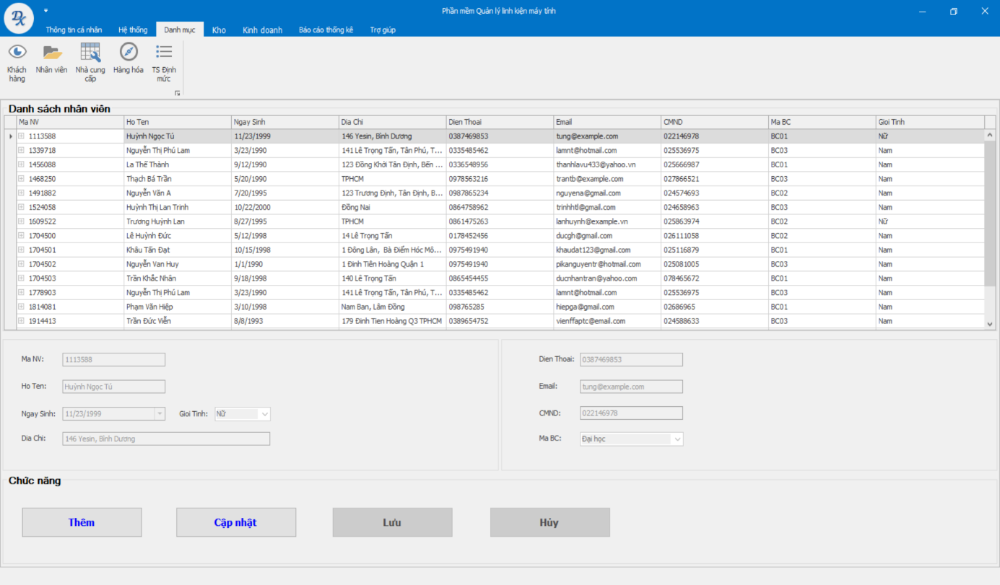 Phần mềm Quản lý linh kiện máy tính
Thông tin cá nhân Hệ thống Danh mục Kho Kinh doanh Báo cáo thống kê Trợ giúp
Khách hàng Nhân viên Nhà cung cấp Hàng hóa TS Định mức
Danh sách nhân viên
Ma NV Ho Ten Ngay Sinh Dia Chi Dien Thoai Email CMND Ma BC Gioi Tinh
1113588 Huỳnh Ngọc Tú 11/23/1999 146 Yesin, Bình Dương 0387469853 tung@example.com 022146978 BC01 Nữ
1339718 Nguyễn Thị Phú Lam 3/23/1990 141 Lê Trọng Tấn, Tân Phú, T... 0335485462 lamnt@hotmail.com 025536975 BC03 Nam
1456088 La Thế Thành 9/12/1990 123 Đồng Khởi Tân Định, Bến ... 0336548956 thanhlavu433@yahoo.vn 025666987 BC01 Nam
1468250 Thạch Bá Trần 5/20/1990 TPHCM 0978563216 trantb@example.com 027866521 BC03 Nam
1491882 Nguyễn Văn A 7/20/1995 123 Trương Định, Tân Định, B... 0987865234 nguyena@gmail.com 024574693 BC02 Nam
1524058 Huỳnh Thị Lan Trinh 10/22/2000 Đồng Nai 0864758962 trinhhtl@gmail.com 024658963 BC03 Nam
1609522 Trương Huỳnh Lan 8/27/1995 TPHCM 0861475263 lanhuynh@example.vn 025863974 BC02 Nữ
1704500 Lê Huỳnh Đức 5/12/1998 14 Lê Trọng Tấn 0178452456 ducgh@gmail.com 026111058 BC02 Nam
1704501 Khâu Tấn Đạt 10/15/1998 1 Đông Lân, Bà Điểm Hóc Mô... 0975491940 khaudat123@gmail.com 025116879 BC01 Nam
1704502 Nguyễn Van Huy 1/1/1990 1 Đinh Tiên Hoàng Quận 1 0975491940 pikanguyentr@hotmail.com 025081005 BC03 Nam
1704503 Trần Khắc Nhân 9/18/1998 140 Lê Trọng Tấn 0865454455 ducnhantran@yahoo.com 078465672 BC01 Nam
1778903 Nguyễn Thị Phú Lam 3/23/1990 141 Lê Trọng Tấn, Tân Phú, T... 0335485462 lamnt@hotmail.com 025536975 BC03 Nam
1814081 Phạm Văn Hiệp 3/10/1998 Nam Ban, Lâm Đồng 098765285 hiepga@gmail.com 02686965 BC01 Nam
1914413 Trần Đức Viễn 8/8/1993 179 Đinh Tien Hoàng Q3 TPHCM 0389654752 vienffaptc@email.com 024588633 BC03 Nam
Ma NV: 1113588 Dien Thoai: 0387469853
Ho Ten: Huỳnh Ngọc Tú Email: tung@example.com
Ngay Sinh: 11/23/1999 Gioi Tinh: Nữ CMND: 022146978
Dia Chi: 146 Yesin, Bình Dương Ma BC: Đại học
Chức năng
Thêm Cập nhật Lưu Hủy